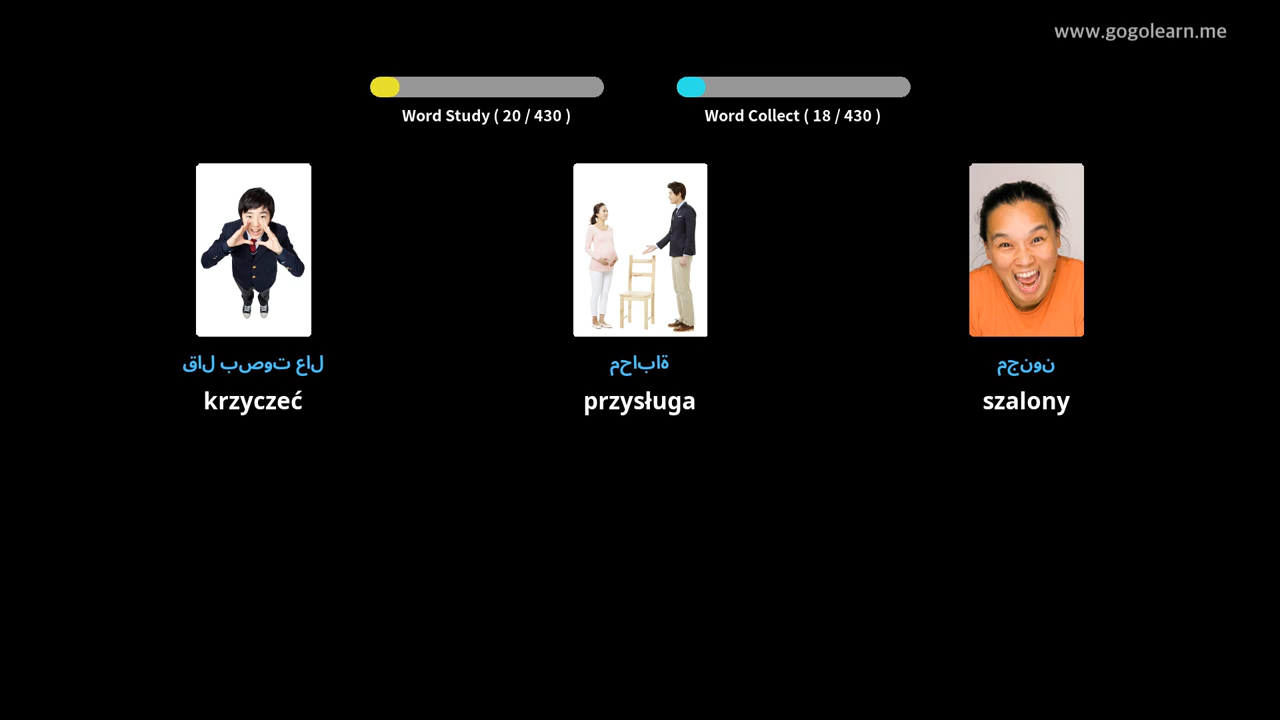 www.gogolearn.me
Word Study ( 20 / 430 )
Word Collect ( 18 / 430 )
قال بصوت عال
krzyczeć
محاباة
przysługa
مجنون
szalony